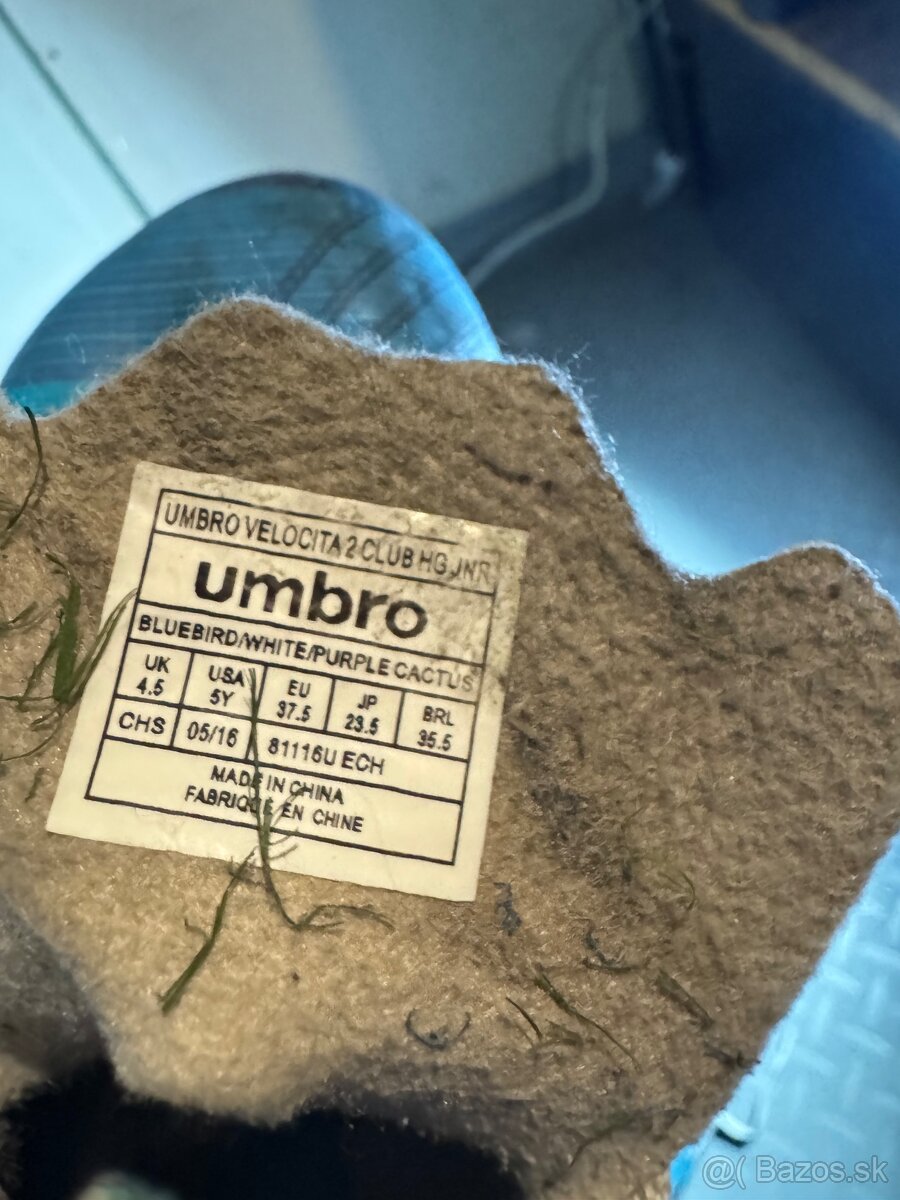 UMBRO VELOCITA 2 CLUB HG JNR
umbro
BLUEBIRD/WHITE/PURPLE CACTUS
UK USA EU JP BRL
4.5 5Y 37.5 23.5 35.5
CHS 05/16 81116U ECH
MADE IN CHINA
FABRIQUE EN CHINE
@( Bazos.sk